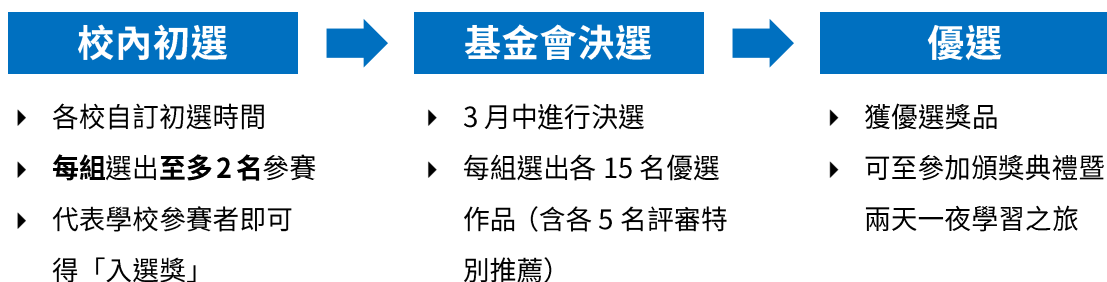 校內初選
各校自訂初選時間
每組選出至多2名參賽
代表學校參賽者即可
得「入選獎」
基金會決選
3月中進行決選
每組選出各 15 名優選
作品（含各 5 名評審特
別推薦）
優選
獲優選獎品
可至參加頒獎典禮暨
兩天一夜學習之旅